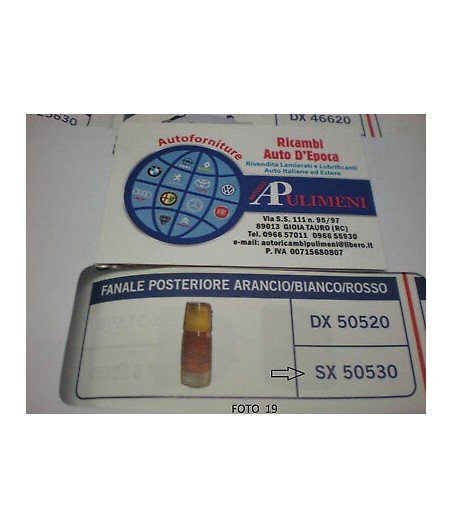 DX 46620
Autoforniture
Ricambi
Auto D'Epoca
Rivendita Lamierati e Lubrificanti
Auto Italiane ed Estere
PULIMENI
Via S.S. 111 n. 95/97
89013 GIOIA TAURO (RC)
Tel. 0966 57011 0966 55930
e-mail: autoricambipulimeni@libero.it
P. IVA 00715680807
FANALE POSTERIORE ARANCIO/BIANCO/ROSSO
DX 50520
SX 50530
FOTO 19